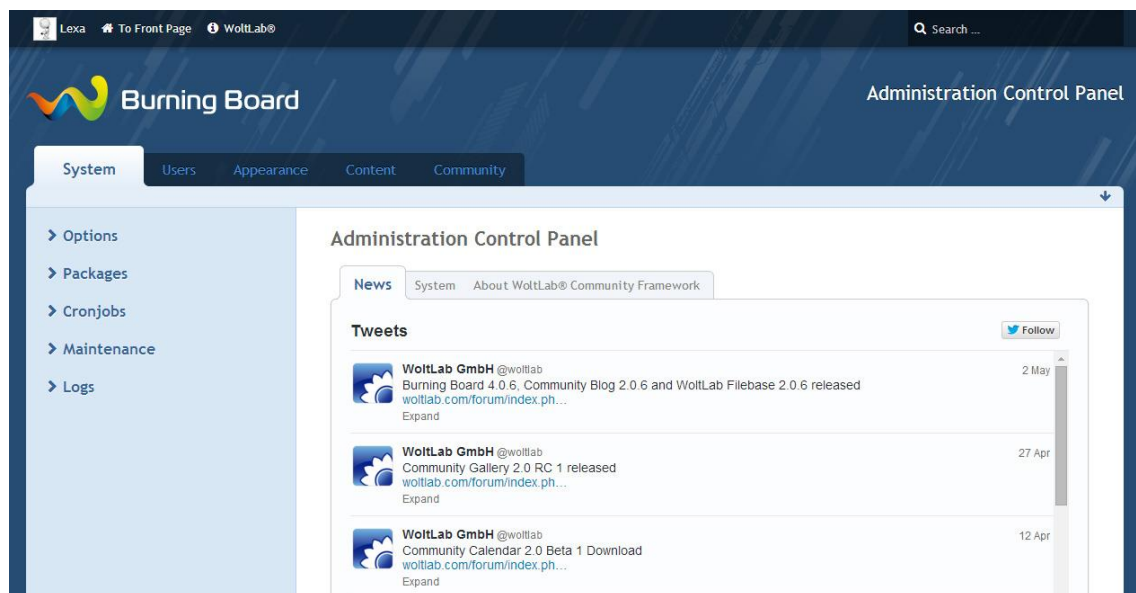 Lexa To Front Page WoltLab®
Search ...
Burning Board
Administration Control Panel
System Users Appearance Content Community
Options
Packages
Cronjobs
Maintenance
Logs
Administration Control Panel
News System About WoltLab® Community Framework
Tweets Follow
WoltLab GmbH @woltlab 2 May
Burning Board 4.0.6, Community Blog 2.0.6 and WoltLab Filebase 2.0.6 released
woltlab.com/forum/index.ph...
Expand
WoltLab GmbH @woltlab 27 Apr
Community Gallery 2.0 RC 1 released
woltlab.com/forum/index.ph...
Expand
WoltLab GmbH @woltlab 12 Apr
Community Calendar 2.0 Beta 1 Download
woltlab.com/forum/index.ph...
Expand